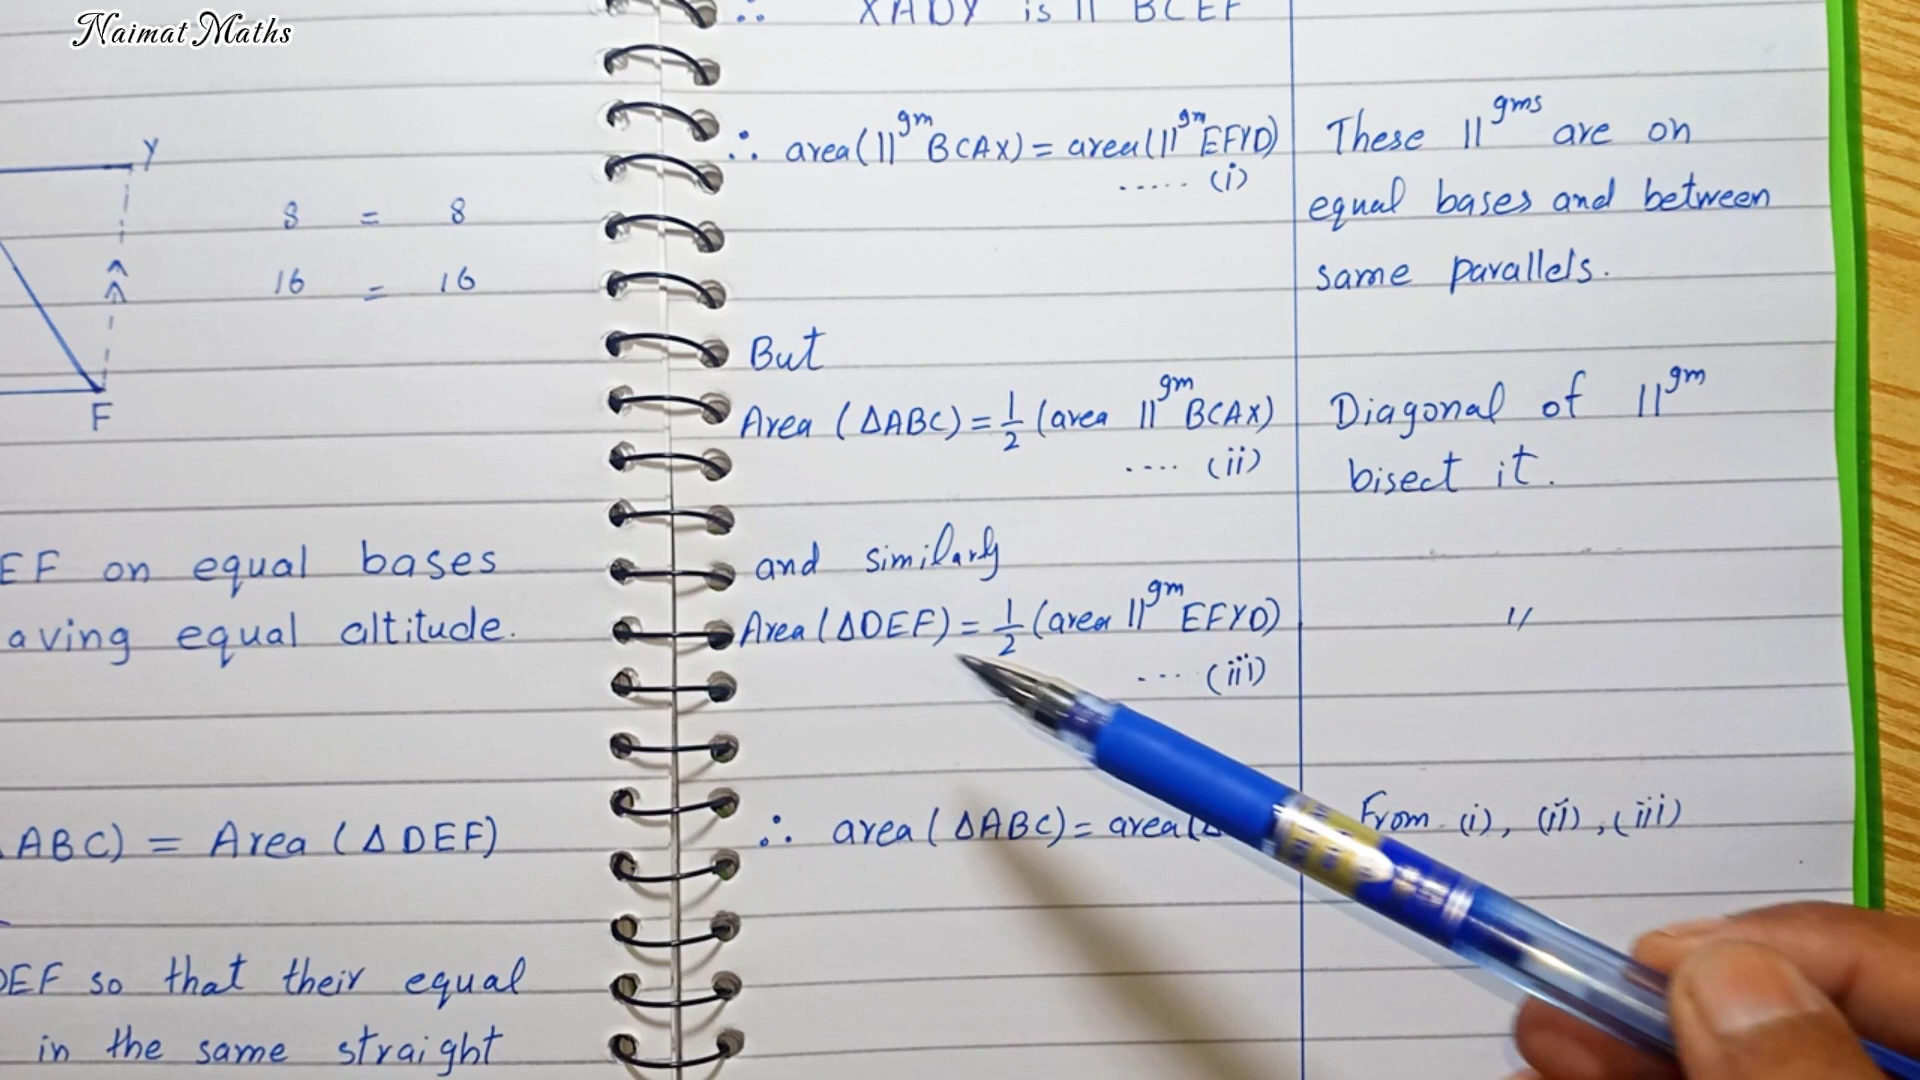 Naimat Maths
Y
8 = 8
16 = 16
F
EF on equal bases
aving equal altitude.
ABC) = Area (Δ DEF)
DEF so that their equal
in the same straight
∴ XADY is || BCEF
∴ area(||gm BCAX) = area(||gm EFYD)
..... (i)
These ||gms are on
equal bases and between
same parallels.
But
Area (ΔABC) = 1/2 (area ||gm BCAX)
.... (ii)
Diagonal of ||gm
bisect it.
and similarly
Area (ΔDEF) = 1/2 (area ||gm EFYD)
... (iii)
"
∴ area (ΔABC) = area(Δ
From (i), (ii), (iii)